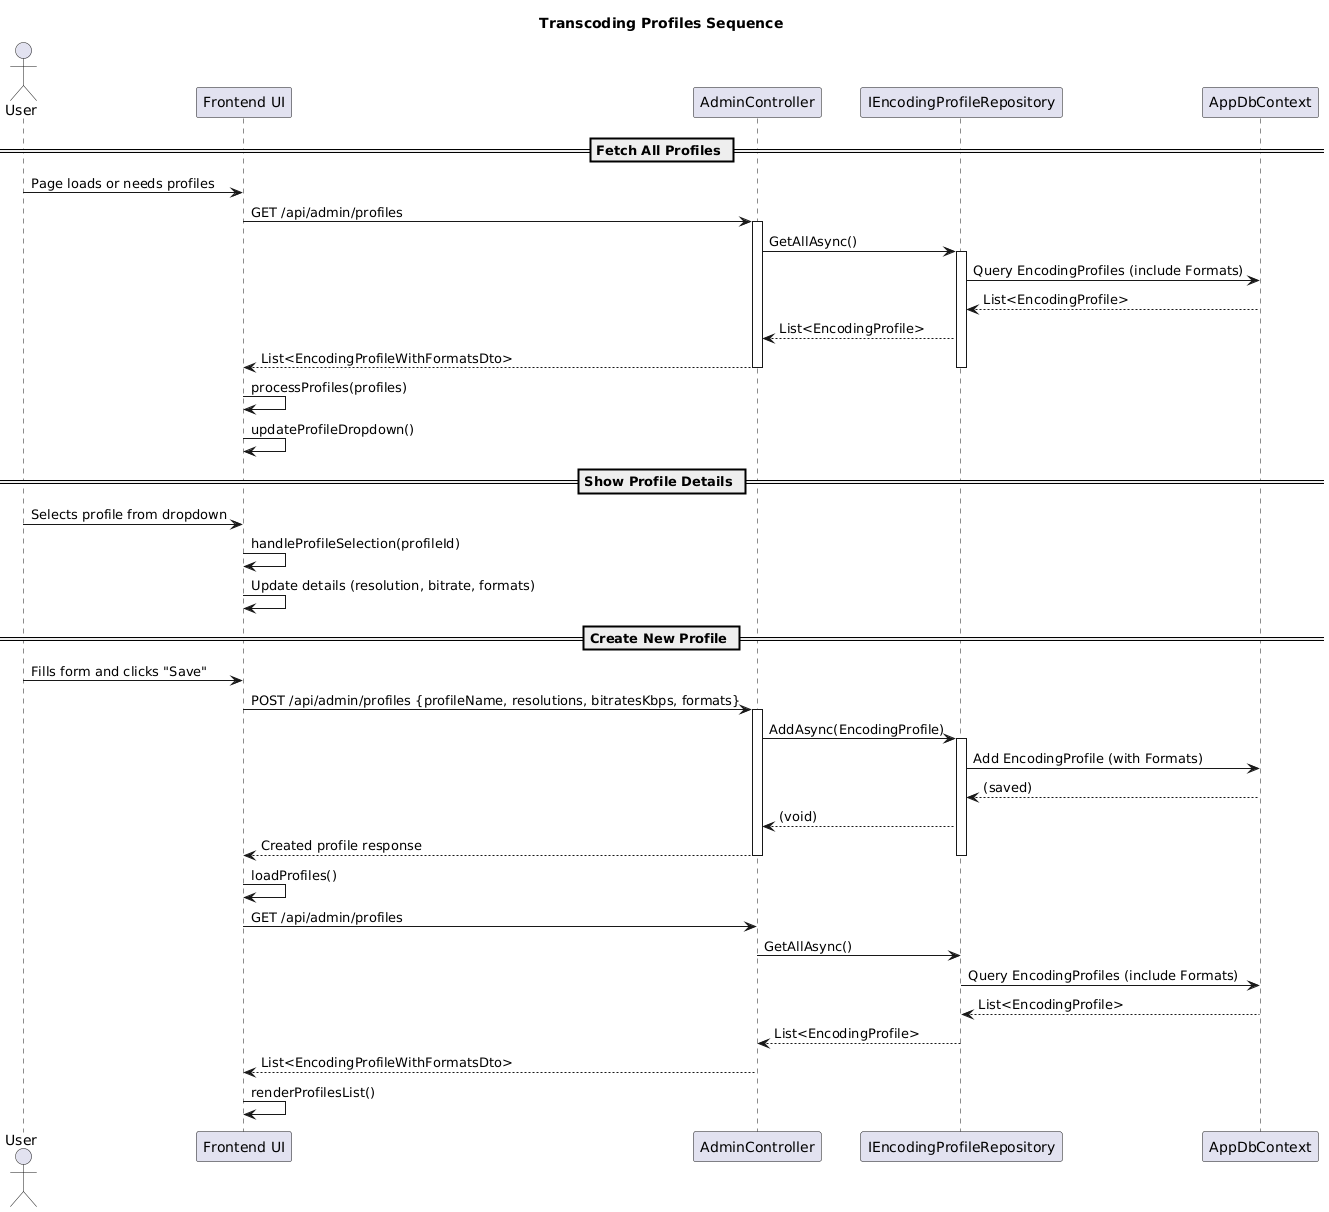 Transcoding Profiles Sequence
User
Frontend UI
AdminController
IEncodingProfileRepository
AppDbContext
Fetch All Profiles
Page loads or needs profiles
GET /api/admin/profiles
GetAllAsync()
Query EncodingProfiles (include Formats)
List<EncodingProfile>
List<EncodingProfile>
List<EncodingProfileWithFormatsDto>
processProfiles(profiles)
updateProfileDropdown()
Show Profile Details
Selects profile from dropdown
handleProfileSelection(profileId)
Update details (resolution, bitrate, formats)
Create New Profile
Fills form and clicks "Save"
POST /api/admin/profiles {profileName, resolutions, bitratesKbps, formats}
AddAsync(EncodingProfile)
Add EncodingProfile (with Formats)
(saved)
(void)
Created profile response
loadProfiles()
GET /api/admin/profiles
GetAllAsync()
Query EncodingProfiles (include Formats)
List<EncodingProfile>
List<EncodingProfile>
List<EncodingProfileWithFormatsDto>
renderProfilesList()
User
Frontend UI
AdminController
IEncodingProfileRepository
AppDbContext